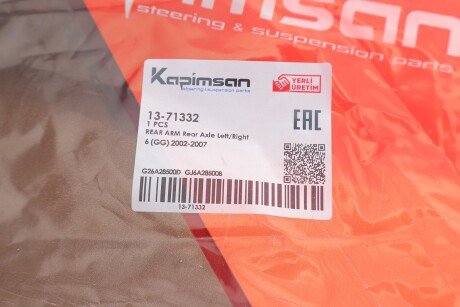 Kapimsan
steering & suspension parts
Kapimsan
steering & suspension parts
YERLİ
ÜRETİM
13-71332
1 PCS
REAR ARM Rear Axle Left/Right
6 (GG) 2002-2007
EAC
G26A28500D GJ6A28500B
13-71332